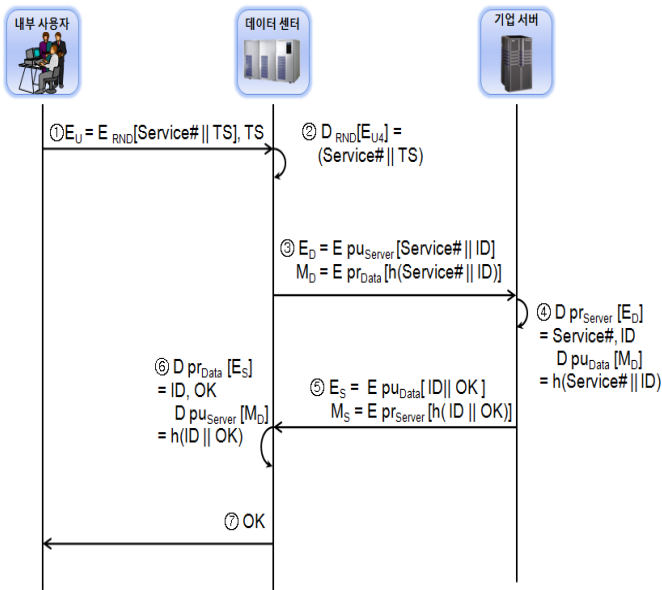 내부 사용자
데이터 센터
기업 서버
①E_U = E _RND[Service# || TS], TS
② D _RND[E_U4] =
(Service# || TS)
③ E_D = E pu_Server [Service# || ID]
M_D = E pr_Data [h(Service# || ID)]
④ D pr_Server [E_D]
= Service#, ID
D pu_Data [M_D]
= h(Service# || ID)
⑤ E_S = E pu_Data[ ID|| OK ]
M_S = E pr_Server [h( ID || OK)]
⑥ D pr_Data [E_S]
= ID, OK
D pu_Server [M_D]
= h(ID || OK)
⑦ OK